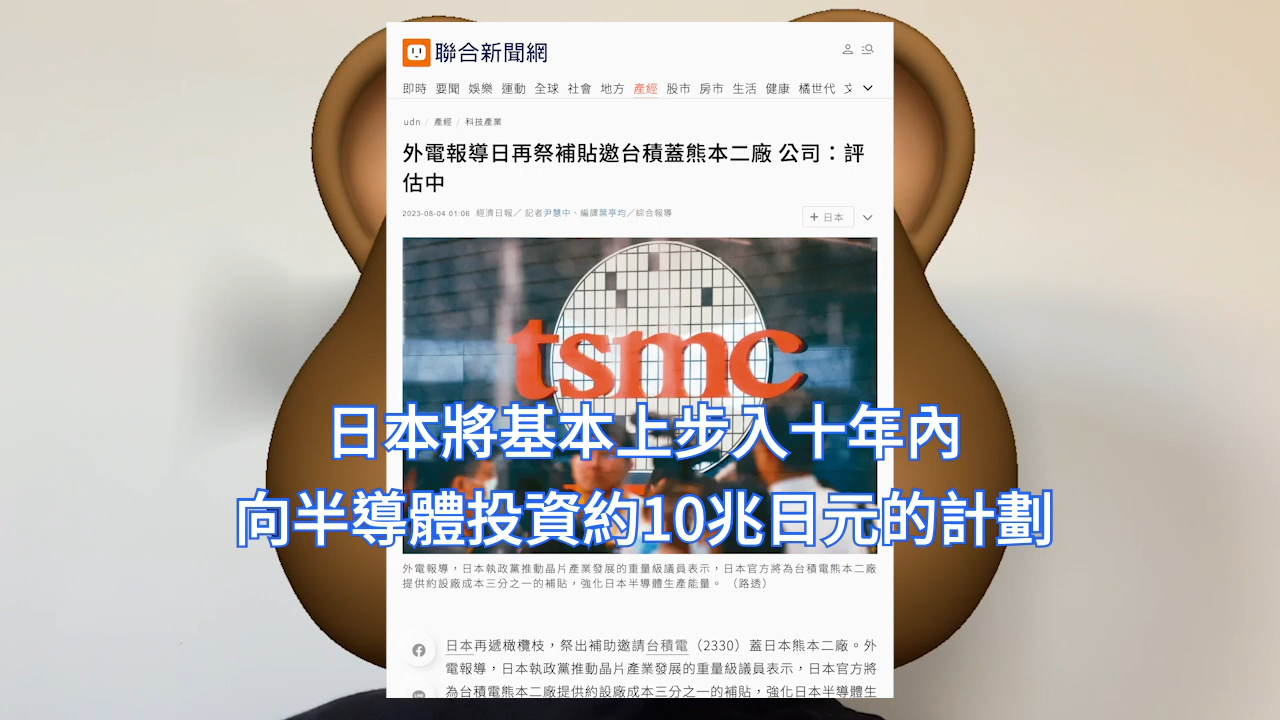 聯合新聞網
即時 要聞 娛樂 運動 全球 社會 地方 產經 股市 房市 生活 健康 橘世代
udn / 產經 / 科技產業
外電報導日再祭補貼邀台積蓋熊本二廠 公司：評
估中
2023-08-04 01:06 經濟日報／ 記者尹慧中、編譯葉亭均／綜合報導
+ 日本
tsmc
日本將基本上步入十年內
向半導體投資約10兆日元的計劃
外電報導，日本執政黨推動晶片產業發展的重量級議員表示，日本官方將為台積電熊本二廠
提供約設廠成本三分之一的補貼，強化日本半導體生產能量。（路透）
日本再遞橄欖枝，祭出補助邀請台積電（2330）蓋日本熊本二廠。外
電報導，日本執政黨推動晶片產業發展的重量級議員表示，日本官方將
為台積電熊本二廠提供約設廠成本三分之一的補貼，強化日本半導體生